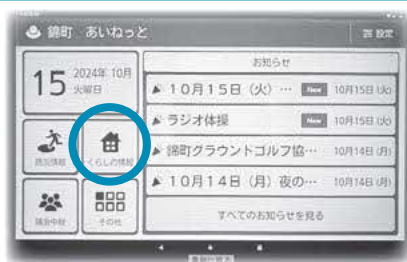 錦町 あいねっと
設定
15
2024年 10月
火曜日
お知らせ
10月15日（火）…
New
10月15日（火）
ラジオ体操
New
10月15日（火）
錦町グラウンドゴルフ協…
10月14日（月）
10月14日（月）夜の…
10月14日（月）
防災情報
くらしの情報
議会中継
その他
すべてのお知らせを見る